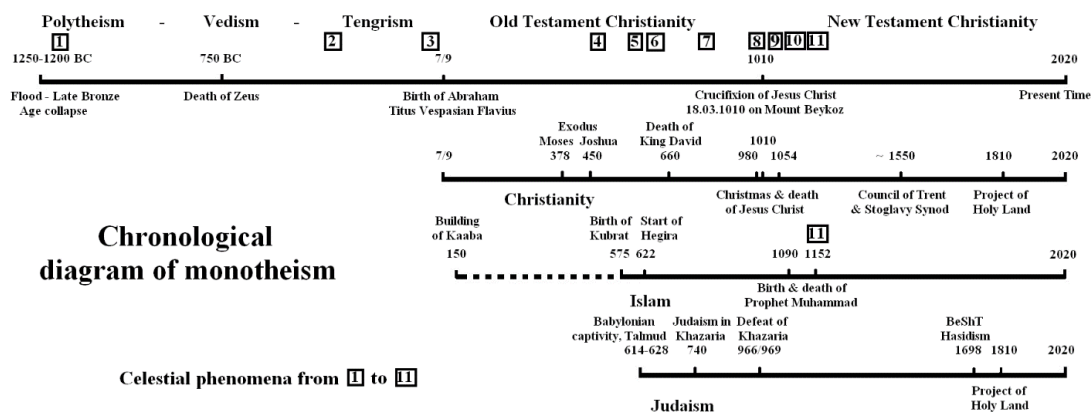 Polytheism - Vedism - Tengrism Old Testament Christianity New Testament Christianity
1 2 3 4 5 6 7 8 9 10 11
1250-1200 BC 750 BC 7/9 1010 2020
Flood - Late Bronze Age collapse
Death of Zeus
Birth of Abraham
Titus Vespasian Flavius
Crucifixion of Jesus Christ
18.03.1010 on Mount Beykoz
Present Time
Exodus
Moses Joshua
Death of
King David
1010
7/9 378 450 660 980 1054 ~ 1550 1810 2020
Christianity
Christmas & death
of Jesus Christ
Council of Trent
& Stoglavy Synod
Project of
Holy Land
Chronological
diagram of monotheism
Building
of Kaaba
Birth of
Kubrat
Start of
Hegira
11
150 575 622 1090 1152 2020
Birth & death of
Prophet Muhammad
Islam
Babylonian
captivity, Talmud
Judaism in
Khazaria
Defeat of
Khazaria
BeShT
Hasidism
614-628 740 966/969 1698 1810 2020
Project of
Holy Land
Judaism
Celestial phenomena from 1 to 11